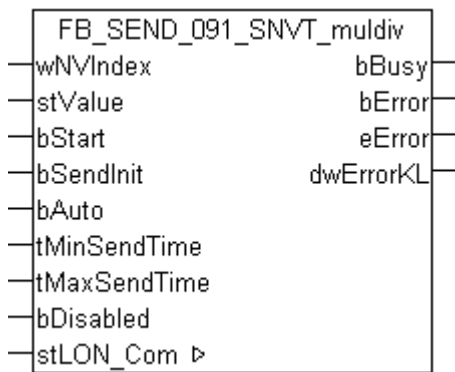 FB_SEND_091_SNVT_muldiv
wNVIndex bBusy
stValue bError
bStart eError
bSendInit dwErrorKL
bAuto
tMinSendTime
tMaxSendTime
bDisabled
stLON_Com ▷